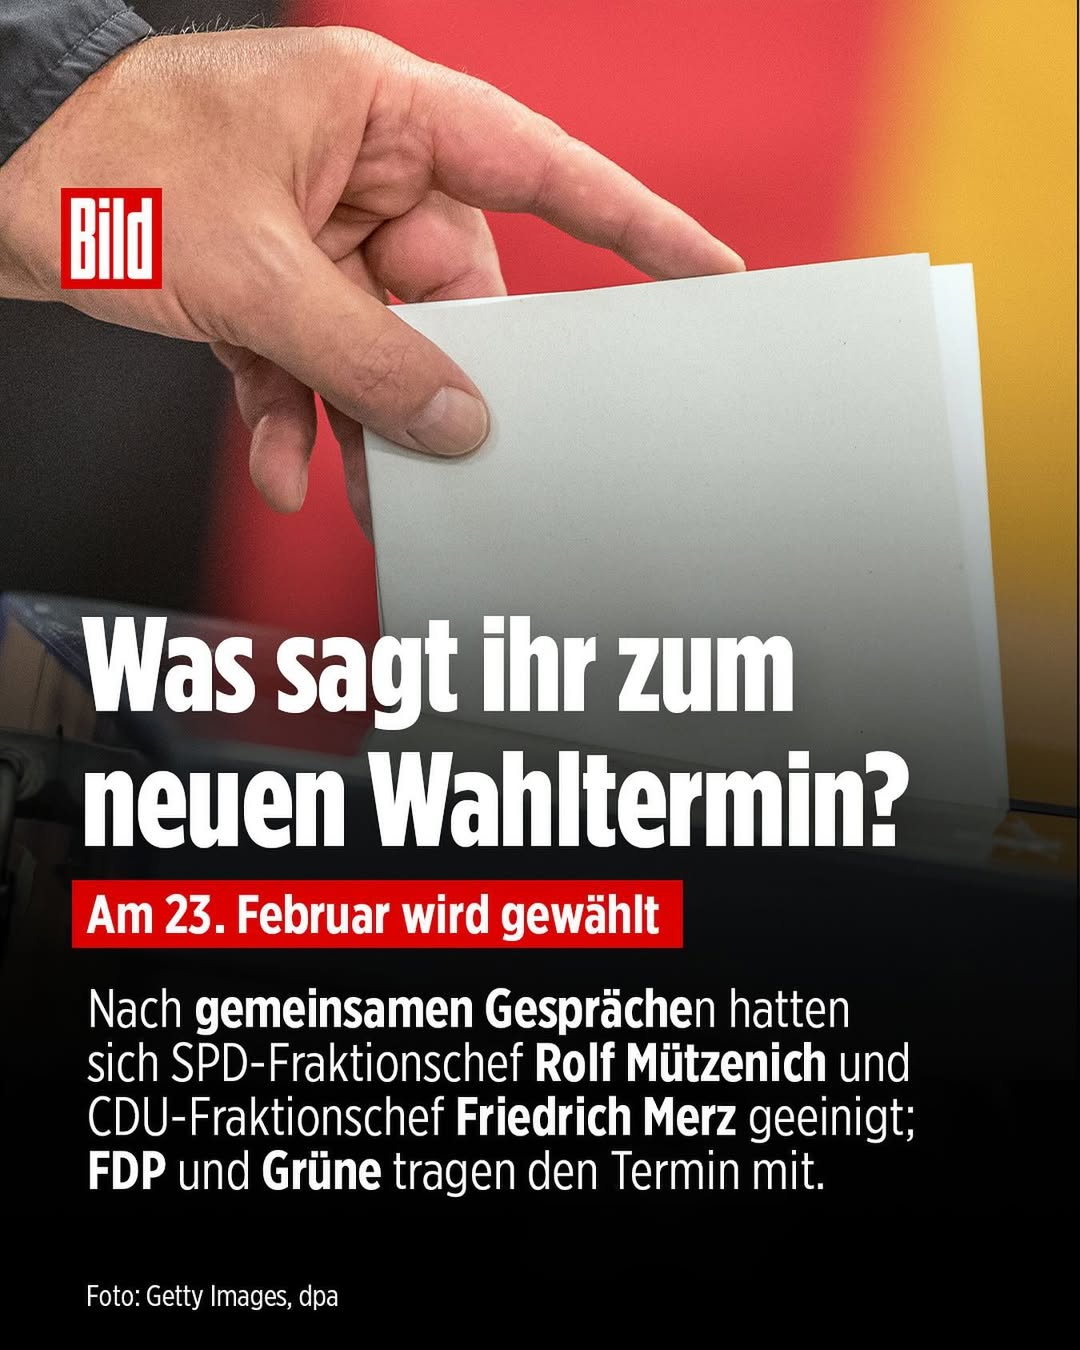 Bild
Was sagt ihr zum
neuen Wahltermin?
Am 23. Februar wird gewählt
Nach gemeinsamen Gesprächen hatten
sich SPD-Fraktionschef Rolf Mützenich und
CDU-Fraktionschef Friedrich Merz geeinigt;
FDP und Grüne tragen den Termin mit.
Foto: Getty Images, dpa